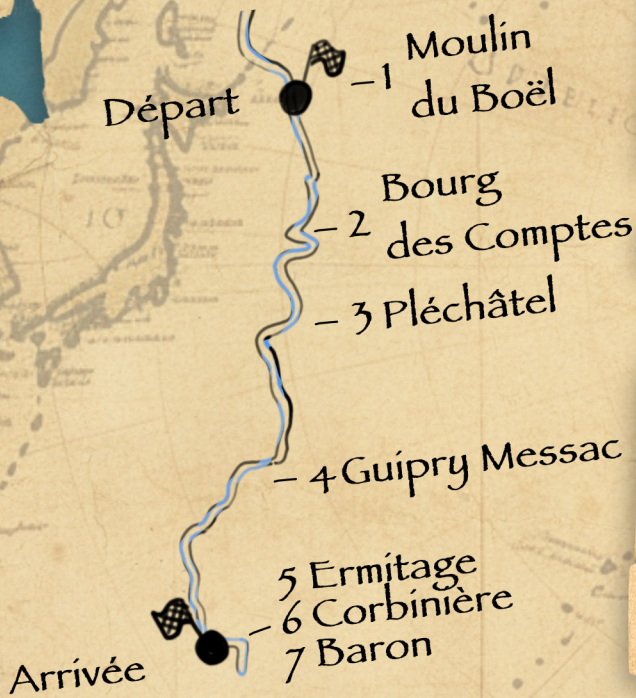 1 Moulin
du Boël
Départ
2 Bourg
des Comptes
3 Pléchâtel
4 Guipry Messac
5 Ermitage
6 Corbinière
7 Baron
Arrivée